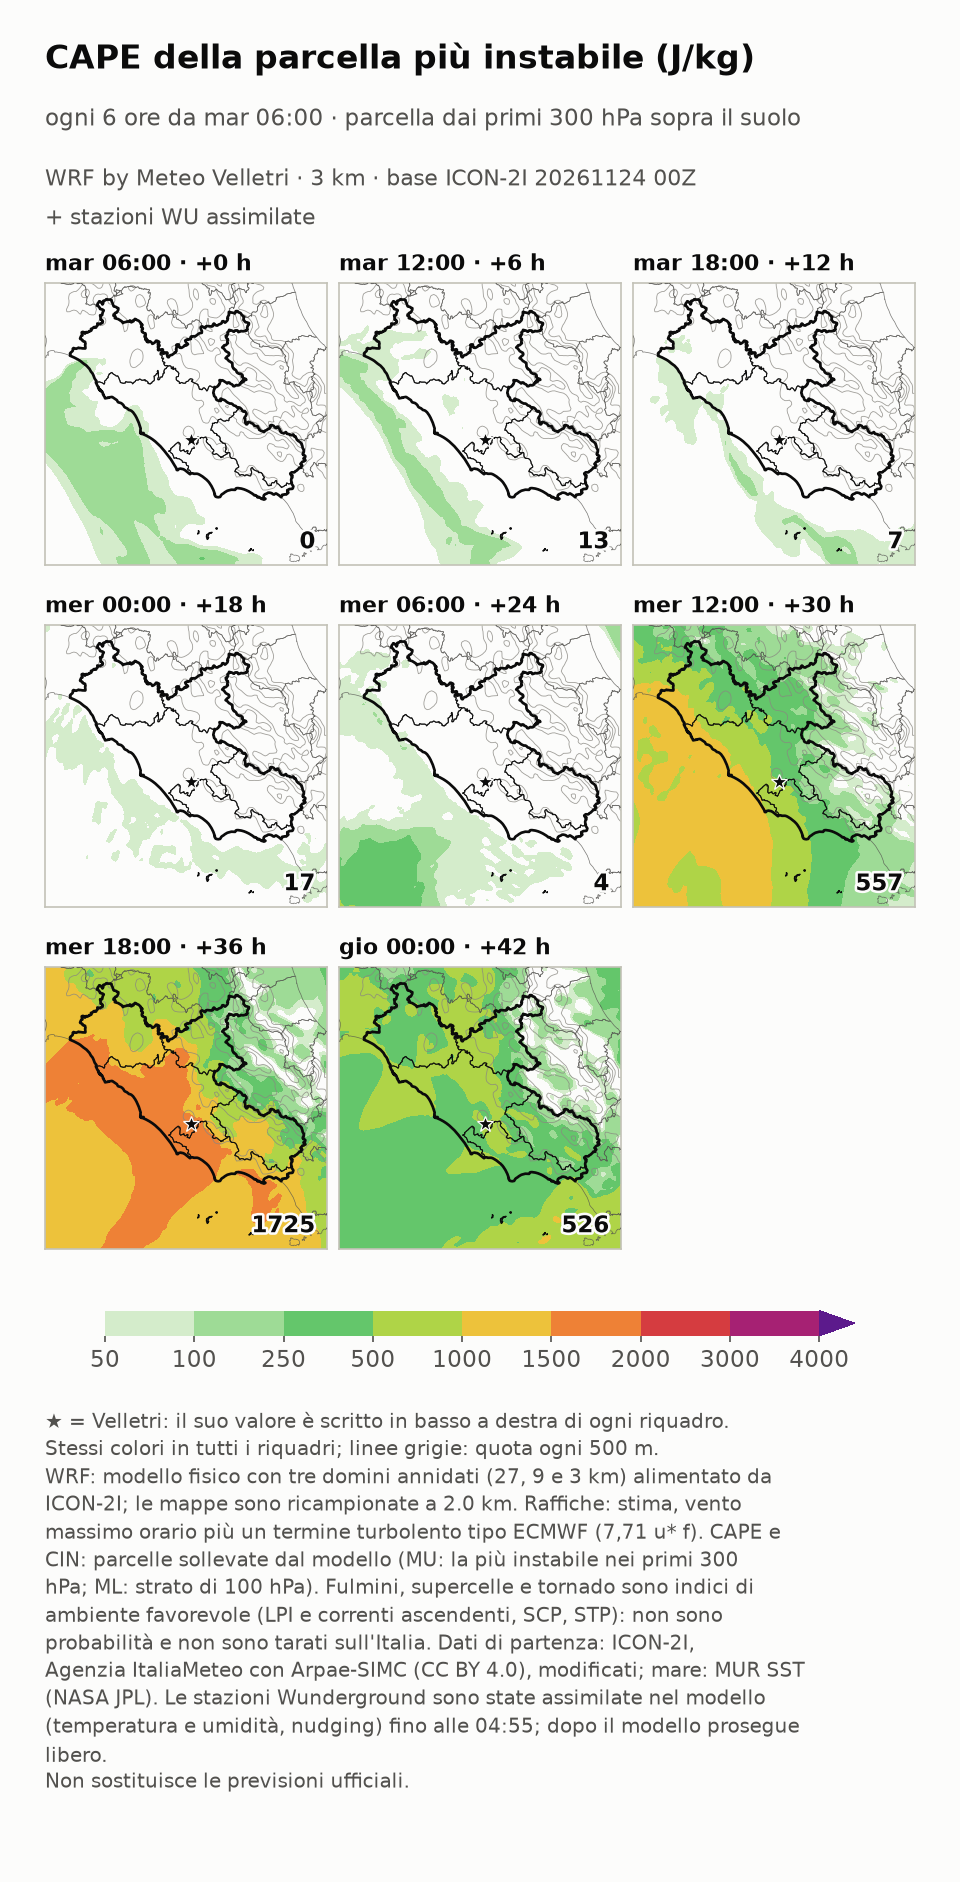 CAPE della parcella più instabile (J/kg)
ogni 6 ore da mar 06:00 · parcella dai primi 300 hPa sopra il suolo
WRF by Meteo Velletri · 3 km · base ICON-2I 20261124 00Z
+ stazioni WU assimilate
mar 06:00 · +0 h
mar 12:00 · +6 h
mar 18:00 · +12 h
0
13
7
mer 00:00 · +18 h
mer 06:00 · +24 h
mer 12:00 · +30 h
17
4
557
mer 18:00 · +36 h
gio 00:00 · +42 h
1725
526
50 100 250 500 1000 1500 2000 3000 4000
★ = Velletri: il suo valore è scritto in basso a destra di ogni riquadro.
Stessi colori in tutti i riquadri; linee grigie: quota ogni 500 m.
WRF: modello fisico con tre domini annidati (27, 9 e 3 km) alimentato da
ICON-2I; le mappe sono ricampionate a 2.0 km. Raffiche: stima, vento
massimo orario più un termine turbolento tipo ECMWF (7,71 u* f). CAPE e
CIN: parcelle sollevate dal modello (MU: la più instabile nei primi 300
hPa; ML: strato di 100 hPa). Fulmini, supercelle e tornado sono indici di
ambiente favorevole (LPI e correnti ascendenti, SCP, STP): non sono
probabilità e non sono tarati sull'Italia. Dati di partenza: ICON-2I,
Agenzia ItaliaMeteo con Arpae-SIMC (CC BY 4.0), modificati; mare: MUR SST
(NASA JPL). Le stazioni Wunderground sono state assimilate nel modello
(temperatura e umidità, nudging) fino alle 04:55; dopo il modello prosegue
libero.
Non sostituisce le previsioni ufficiali.